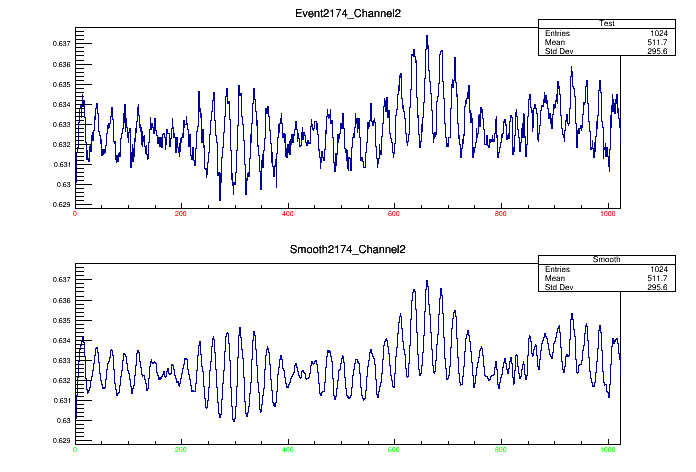 Event2174_Channel2
Test
Entries 1024
Mean 511.7
Std Dev 295.6
0.637
0.636
0.635
0.634
0.633
0.632
0.631
0.63
0.629
0 200 400 600 800 1000
Smooth2174_Channel2
Smooth
Entries 1024
Mean 511.7
Std Dev 295.6
0.637
0.636
0.635
0.634
0.633
0.632
0.631
0.63
0.629
0 200 400 600 800 1000